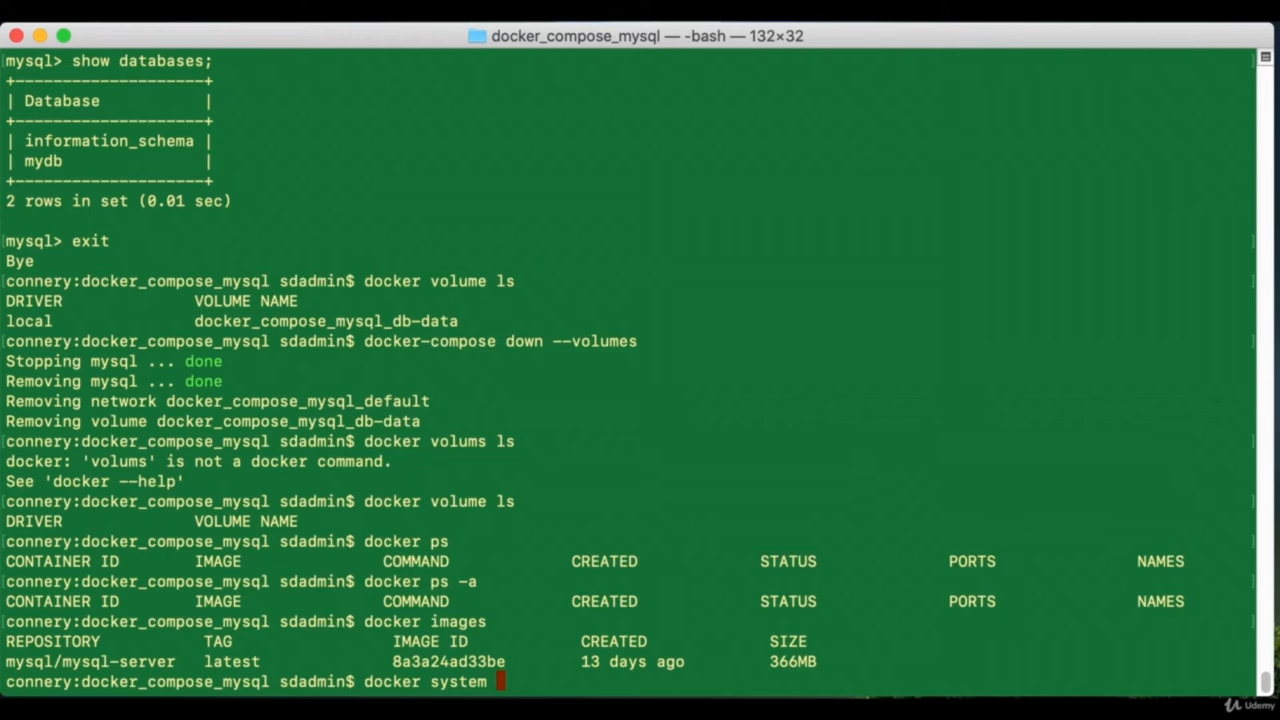 docker_compose_mysql — -bash — 132×32
mysql> show databases;
+--------------------+
| Database           |
+--------------------+
| information_schema |
| mydb               |
+--------------------+
2 rows in set (0.01 sec)
mysql> exit
Bye
connery:docker_compose_mysql sdadmin$ docker volume ls
DRIVER              VOLUME NAME
local               docker_compose_mysql_db-data
connery:docker_compose_mysql sdadmin$ docker-compose down --volumes
Stopping mysql ... done
Removing mysql ... done
Removing network docker_compose_mysql_default
Removing volume docker_compose_mysql_db-data
connery:docker_compose_mysql sdadmin$ docker volums ls
docker: 'volums' is not a docker command.
See 'docker --help'
connery:docker_compose_mysql sdadmin$ docker volume ls
DRIVER              VOLUME NAME
connery:docker_compose_mysql sdadmin$ docker ps
CONTAINER ID        IMAGE               COMMAND             CREATED             STATUS              PORTS               NAMES
connery:docker_compose_mysql sdadmin$ docker ps -a
CONTAINER ID        IMAGE               COMMAND             CREATED             STATUS              PORTS               NAMES
connery:docker_compose_mysql sdadmin$ docker images
REPOSITORY           TAG                 IMAGE ID            CREATED             SIZE
mysql/mysql-server   latest              8a3a24ad33be        13 days ago         366MB
connery:docker_compose_mysql sdadmin$ docker system
Udemy